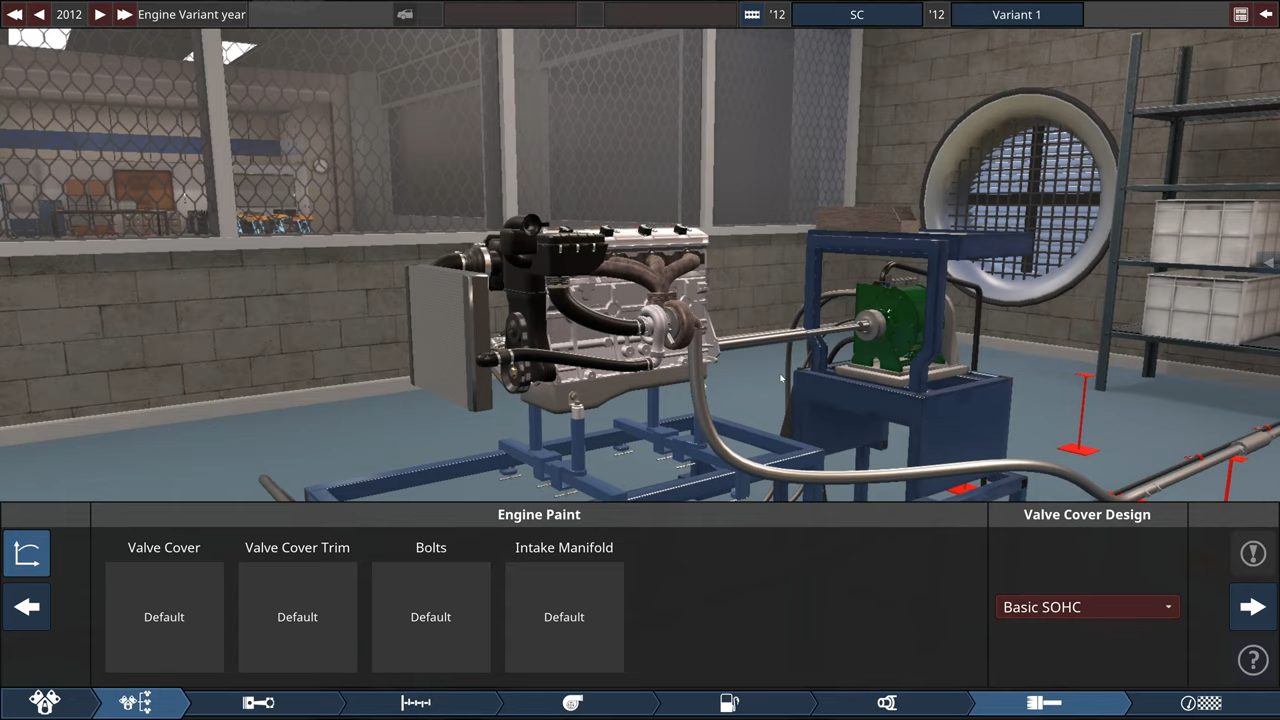 2012 Engine Variant year '12 SC '12 Variant 1
Engine Paint Valve Cover Design
Valve Cover Valve Cover Trim Bolts Intake Manifold
Default Default Default Default
Basic SOHC